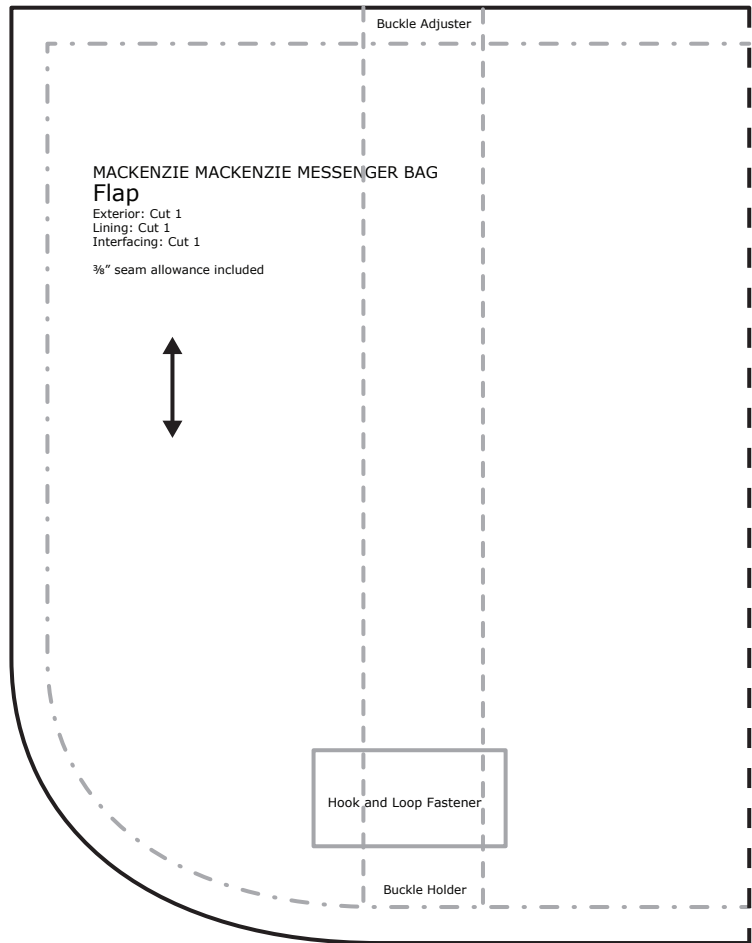 Buckle Adjuster
MACKENZIE MACKENZIE MESSENGER BAG
Flap
Exterior: Cut 1
Lining: Cut 1
Interfacing: Cut 1
⅜” seam allowance included
Hook and Loop Fastener
Buckle Holder